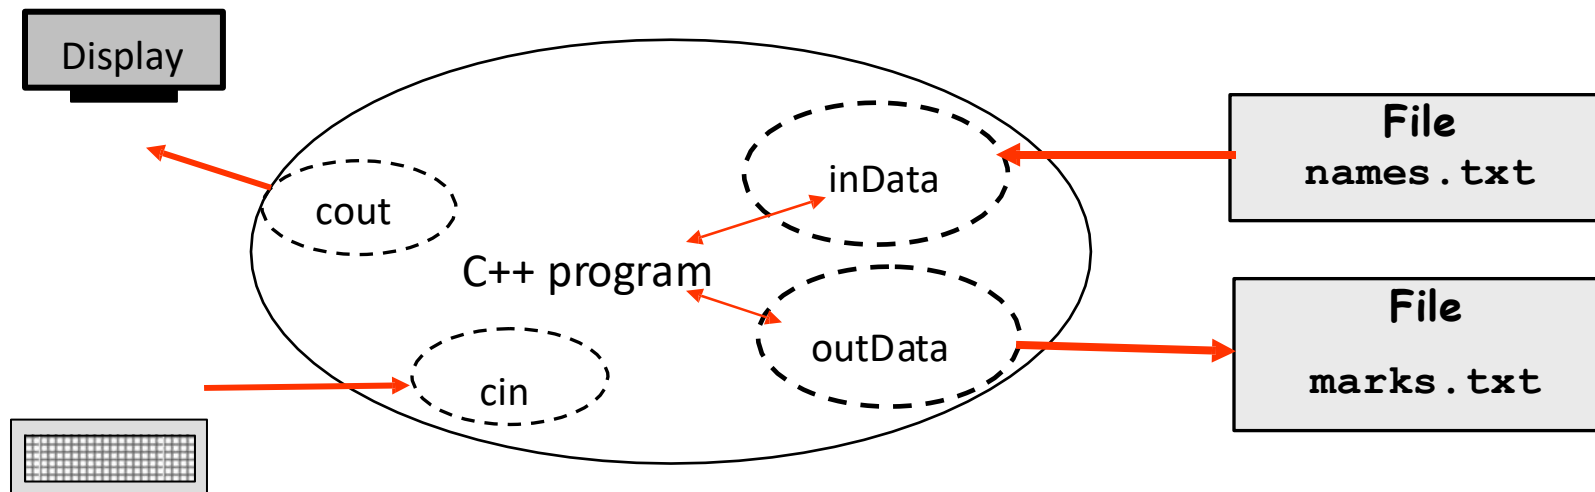 Display
cout
C++ program
cin
inData
outData
File
names.txt
File
marks.txt